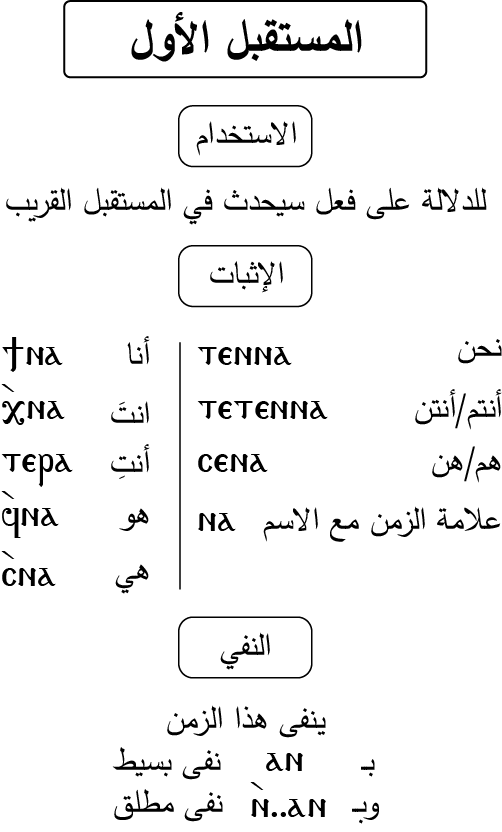 المستقبل الأول
الاستخدام
للدلالة على فعل سيحدث في المستقبل القريب
الإثبات
نحن ⲧⲉⲛⲛⲁ أنا ϯⲛⲁ
أنتم/أنتن ⲧⲉⲧⲉⲛⲛⲁ انتَ ⲭ̀ⲛⲁ
هم/هن ⲥⲉⲛⲁ أنتِ ⲧⲉⲣⲁ
علامة الزمن مع الاسم ⲛⲁ هو ϥ̀ⲛⲁ
هي ⲥ̀ⲛⲁ
النفي
ينفى هذا الزمن
بـ ⲁⲛ نفى بسيط
وبـ ⲛ̀..ⲁⲛ نفى مطلق